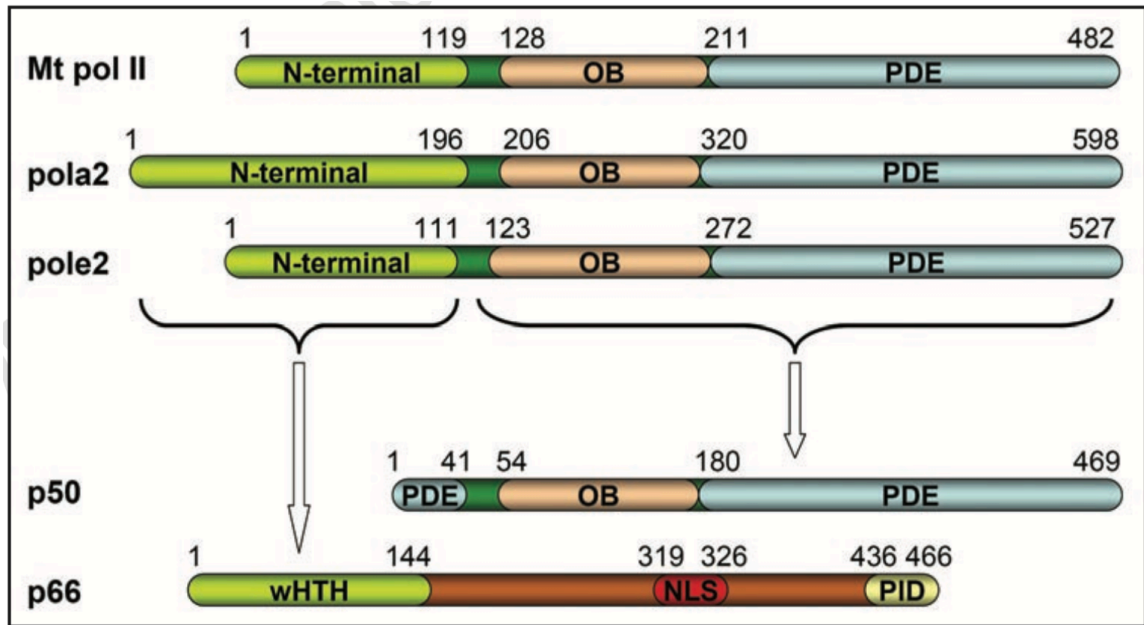 1 119 128 211 482
Mt pol II N-terminal OB PDE
1 196 206 320 598
pola2 N-terminal OB PDE
1 111 123 272 527
pole2 N-terminal OB PDE
1 41 54 180 469
p50 PDE OB PDE
1 144 319 326 436 466
p66 wHTH NLS PID